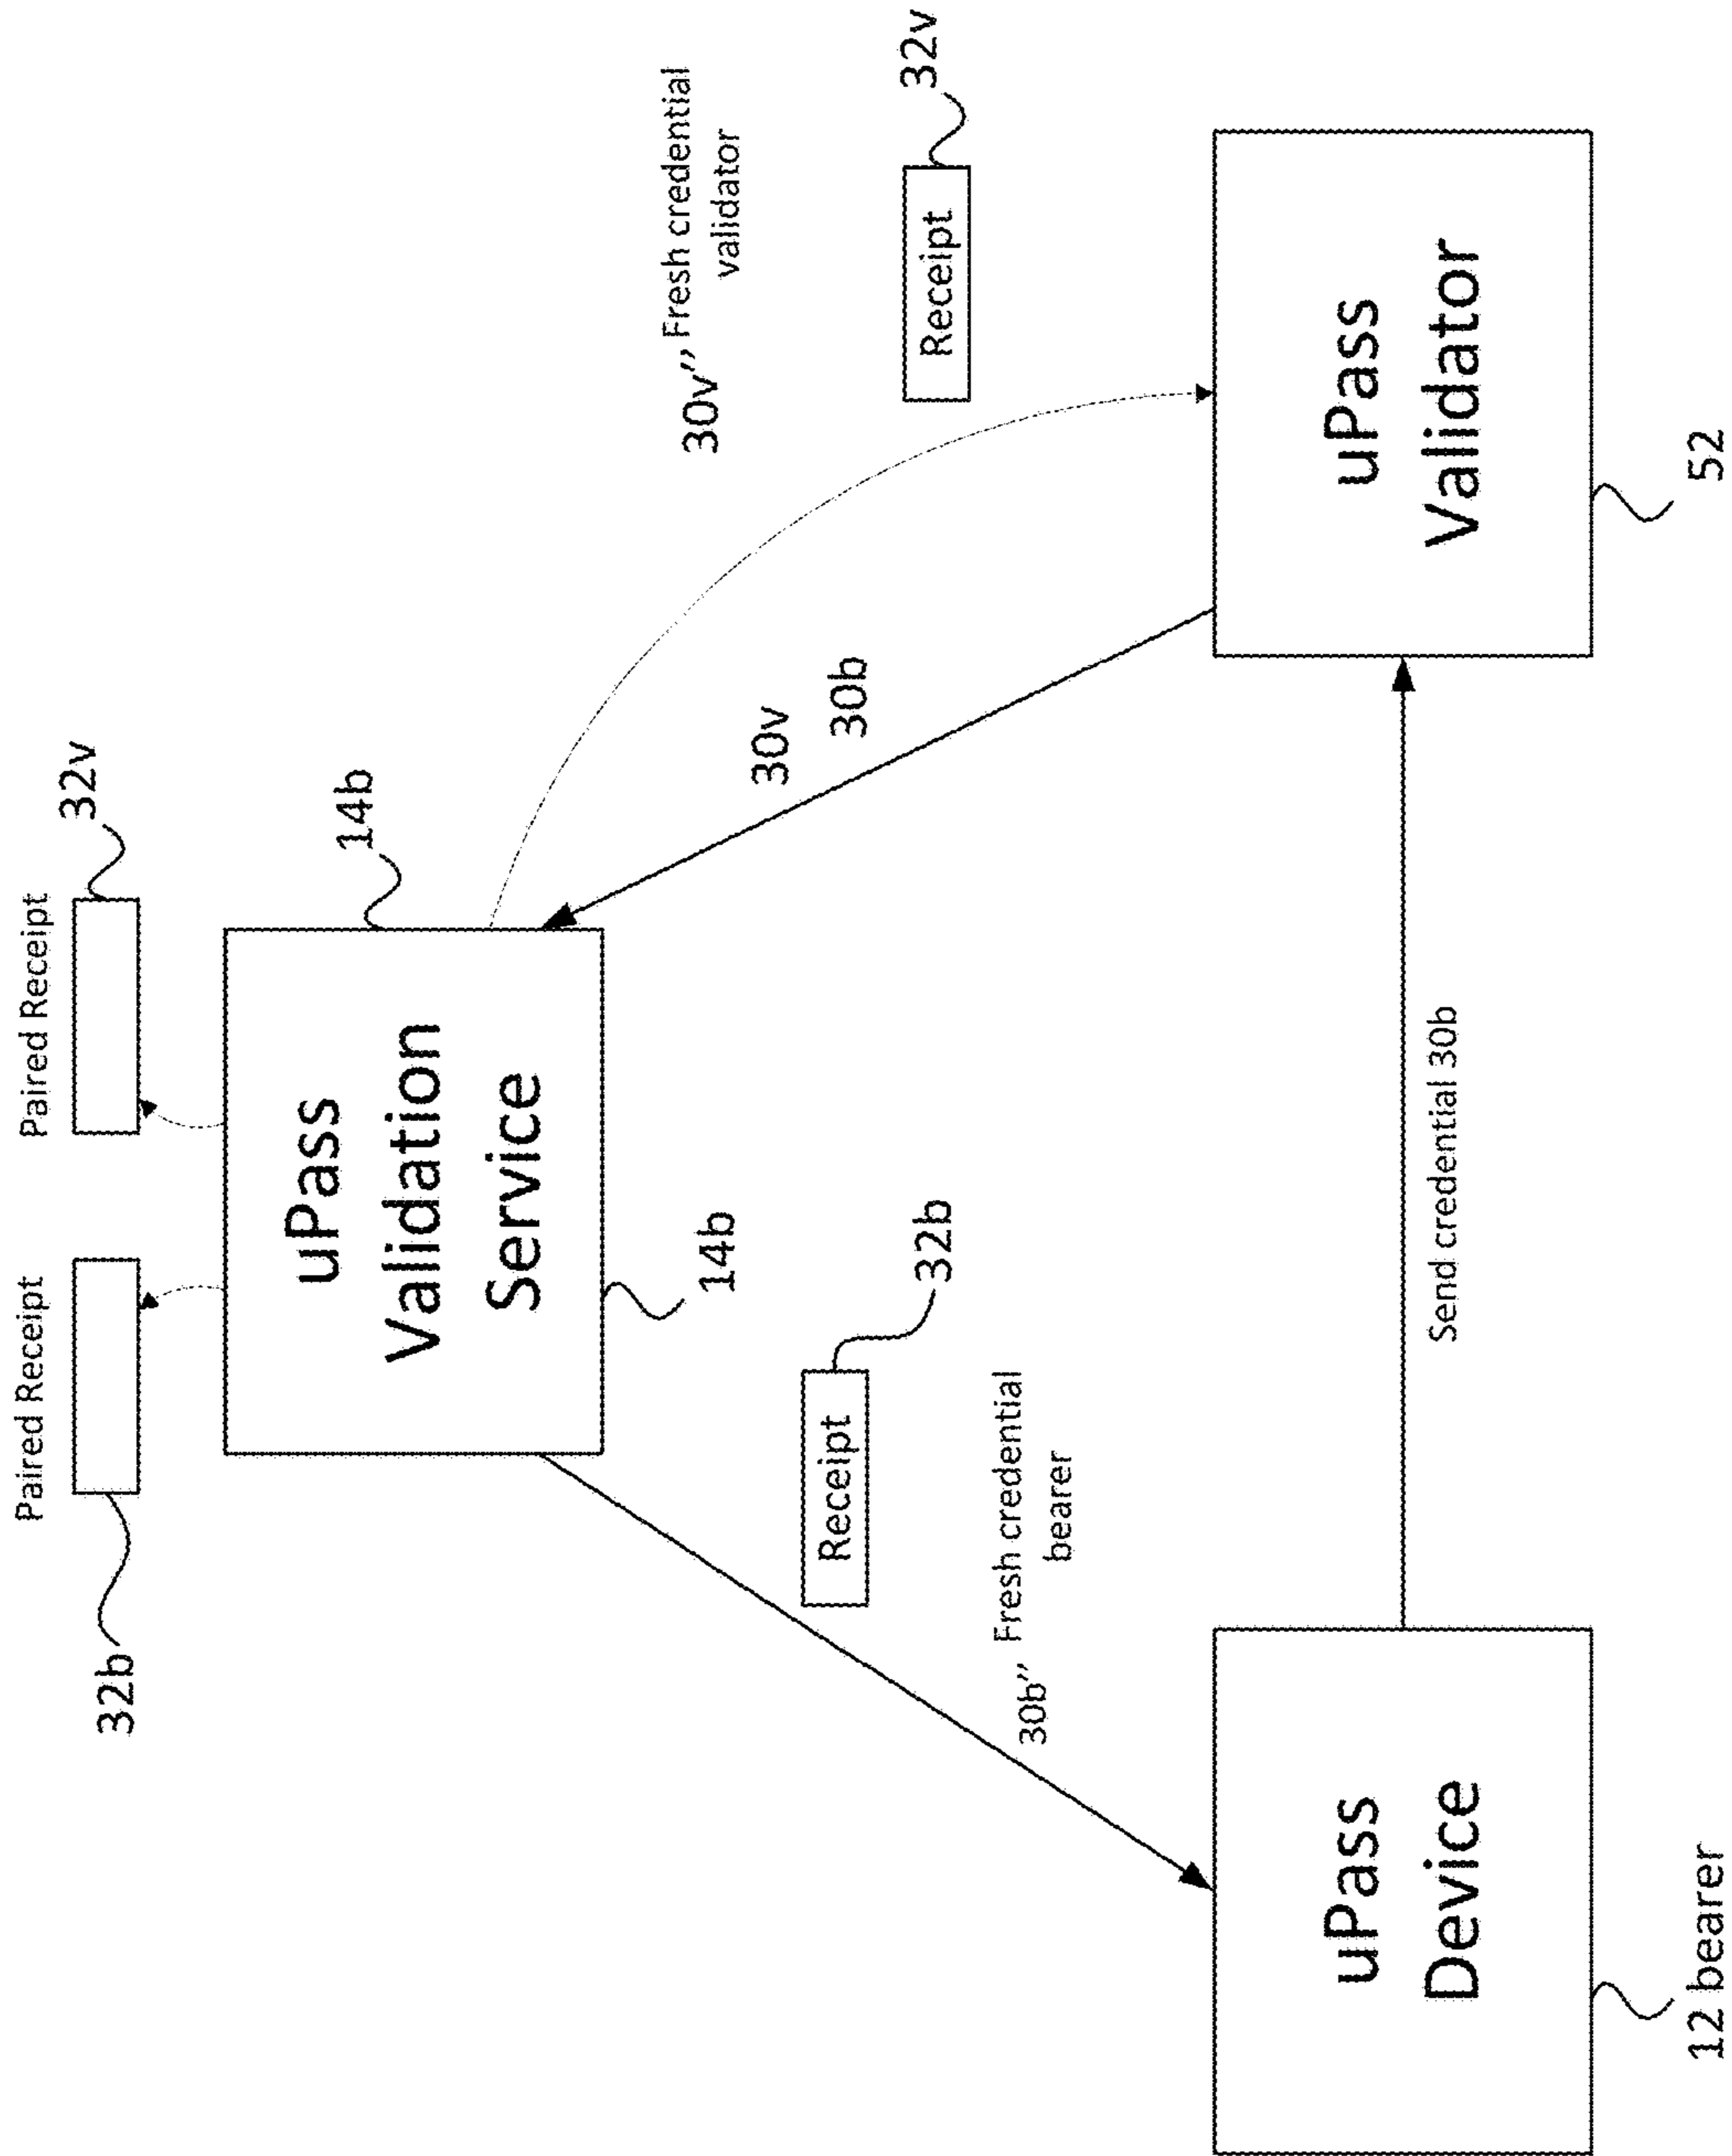 Paired Receipt
Paired Receipt
32b
32v
uPass
Validation
Service
14b
14b
Receipt
32b
30b'' Fresh credential
bearer
30v
30b
30v'' Fresh credential
validator
Receipt
32v
uPass
Device
12 bearer
Send credential 30b
uPass
Validator
52